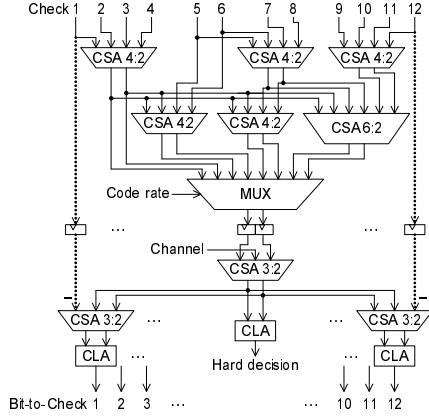 Check 1 2 3 4 5 6 7 8 9 10 11 12
CSA 4:2 CSA 4:2 CSA 4:2
CSA 4:2 CSA 4:2 CSA 6:2
Code rate MUX
... ...
Channel
CSA 3:2
– –
CSA 3:2 ... ... CSA 3:2
CLA
CLA ... ... CLA
Hard decision
Bit-to-Check 1 2 3 ... ... 10 11 12